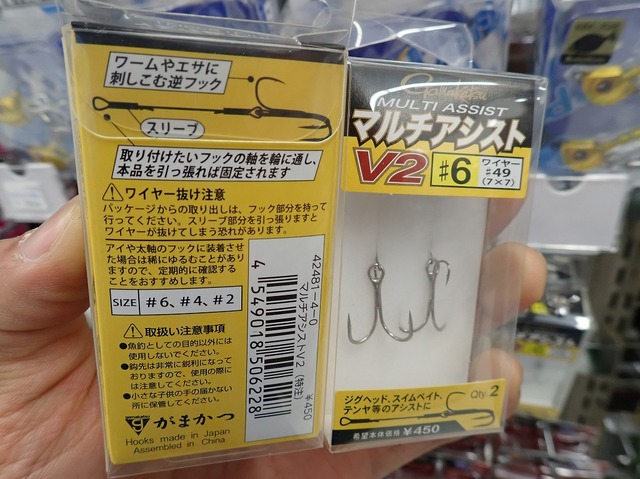 ワームやエサに
刺しこむ逆フック
スリーブ
取り付けたいフックの軸を輪に通し、
本品を引っ張れば固定されます
ワイヤー抜け注意
パッケージからの取り出しは、フック部分を持って
行ってください。スリーブ部分を引っ張りますと
ワイヤーが抜けてしまう恐れがあります。
アイや太軸のフックに装着させ
た場合は稀にゆるむことがあり
ますので、定期的に確認する
ことをおすすめします。
SIZE #6、#4、#2
取扱い注意事項
●魚釣としての目的以外には
使用しないでください。
●鈎先は非常に鋭利になって
おりますので、使用の際に
は注意してください。
●小さな子供の手の届かない
所に保管してください。
がまかつ
Hooks made in Japan
Assembled in China
42481-4-0
マルチアシストV2 (特注)
¥450
4 549018 506228
Gamakatsu
MULTI ASSIST
マルチアシスト
V2
#6
ワイヤー
#49
(7×7)
ジグヘッド、スイムベイト、
テンヤ等のアシストに
Qty. 2
希望本体価格 ¥450